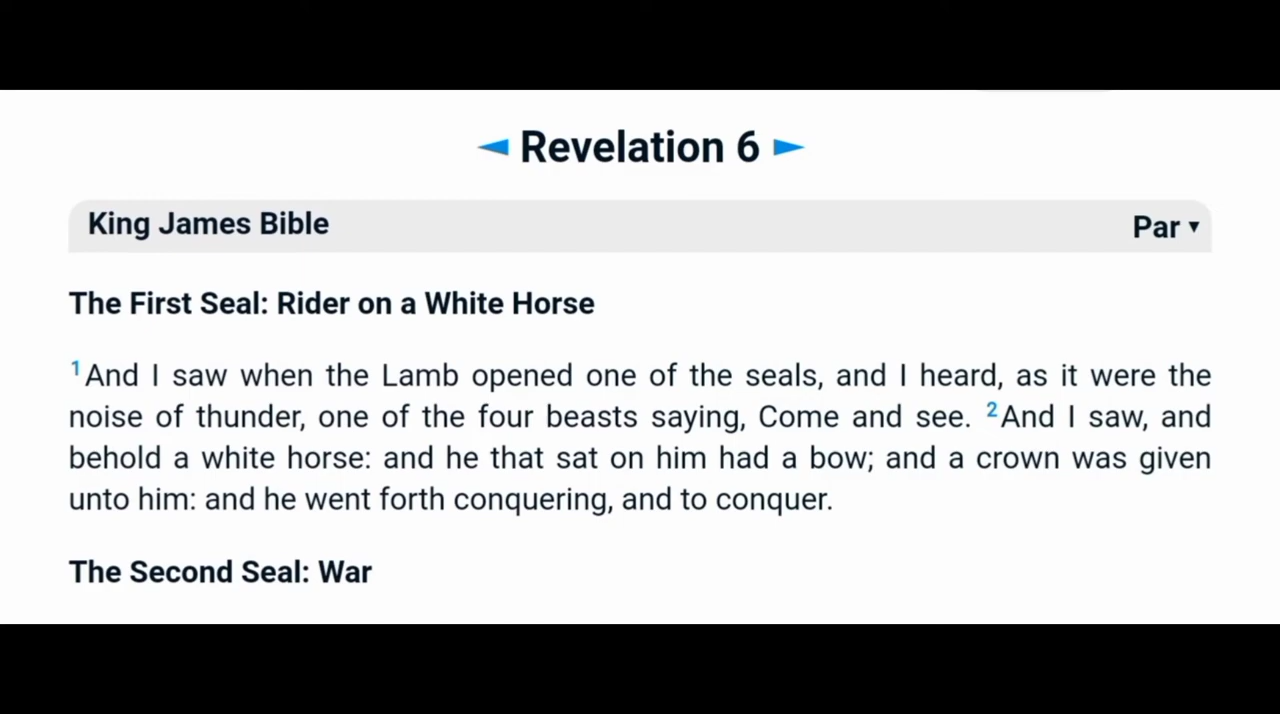 ◄ Revelation 6 ►
King James Bible Par ▾
The First Seal: Rider on a White Horse
1 And I saw when the Lamb opened one of the seals, and I heard, as it were the
noise of thunder, one of the four beasts saying, Come and see. 2 And I saw, and
behold a white horse: and he that sat on him had a bow; and a crown was given
unto him: and he went forth conquering, and to conquer.
The Second Seal: War